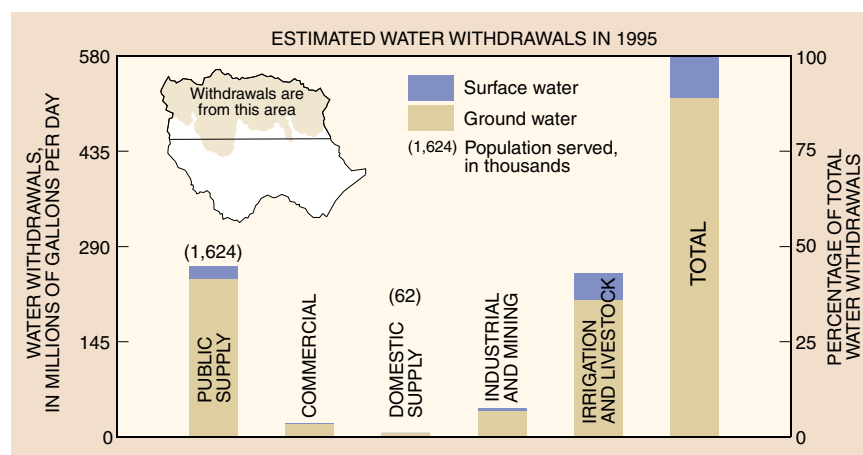 ESTIMATED WATER WITHDRAWALS IN 1995
WATER WITHDRAWALS,
IN MILLIONS OF GALLONS PER DAY
580
435
290
145
0
Withdrawals are
from this area
Surface water
Ground water
(1,624) Population served,
in thousands
(1,624)
PUBLIC
SUPPLY
COMMERCIAL
(62)
DOMESTIC
SUPPLY
INDUSTRIAL
AND MINING
IRRIGATION
AND LIVESTOCK
TOTAL
100
75
50
25
0
PERCENTAGE OF TOTAL
WATER WITHDRAWALS